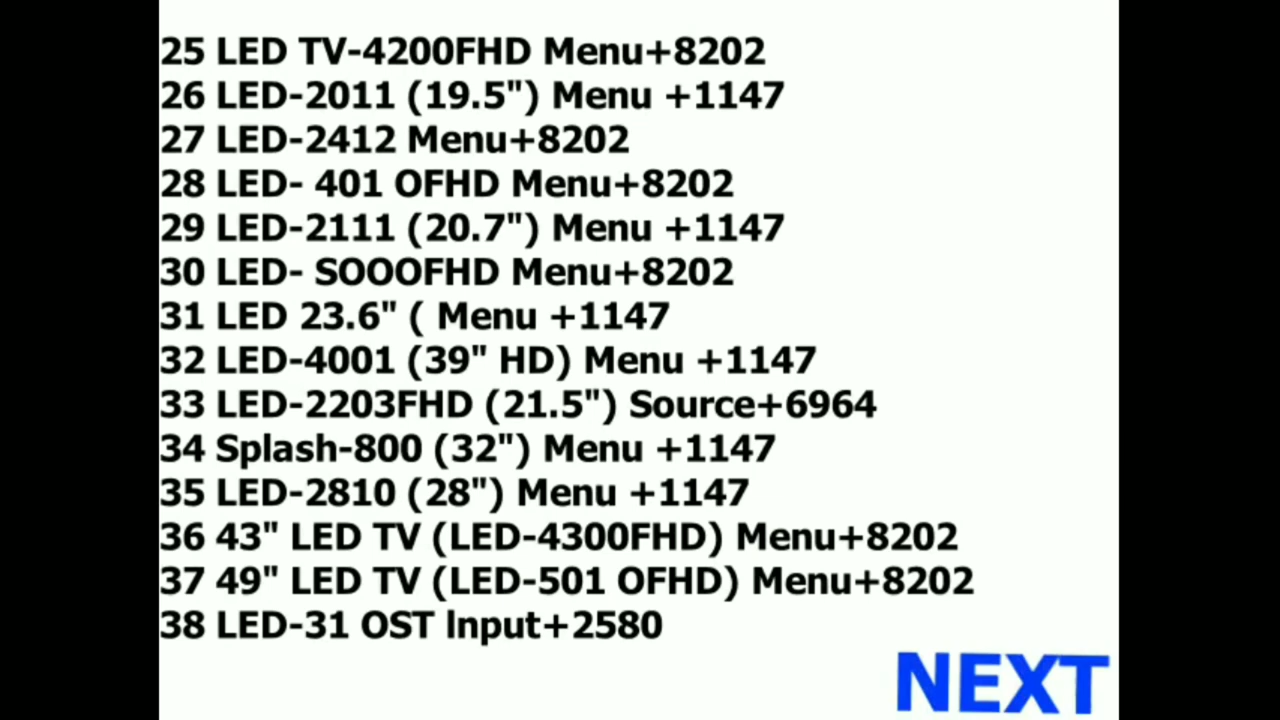 25 LED TV-4200FHD Menu+8202
26 LED-2011 (19.5") Menu +1147
27 LED-2412 Menu+8202
28 LED- 401 OFHD Menu+8202
29 LED-2111 (20.7") Menu +1147
30 LED- SOOOFHD Menu+8202
31 LED 23.6" ( Menu +1147
32 LED-4001 (39" HD) Menu +1147
33 LED-2203FHD (21.5") Source+6964
34 Splash-800 (32") Menu +1147
35 LED-2810 (28") Menu +1147
36 43" LED TV (LED-4300FHD) Menu+8202
37 49" LED TV (LED-501 OFHD) Menu+8202
38 LED-31 OST lnput+2580
NEXT